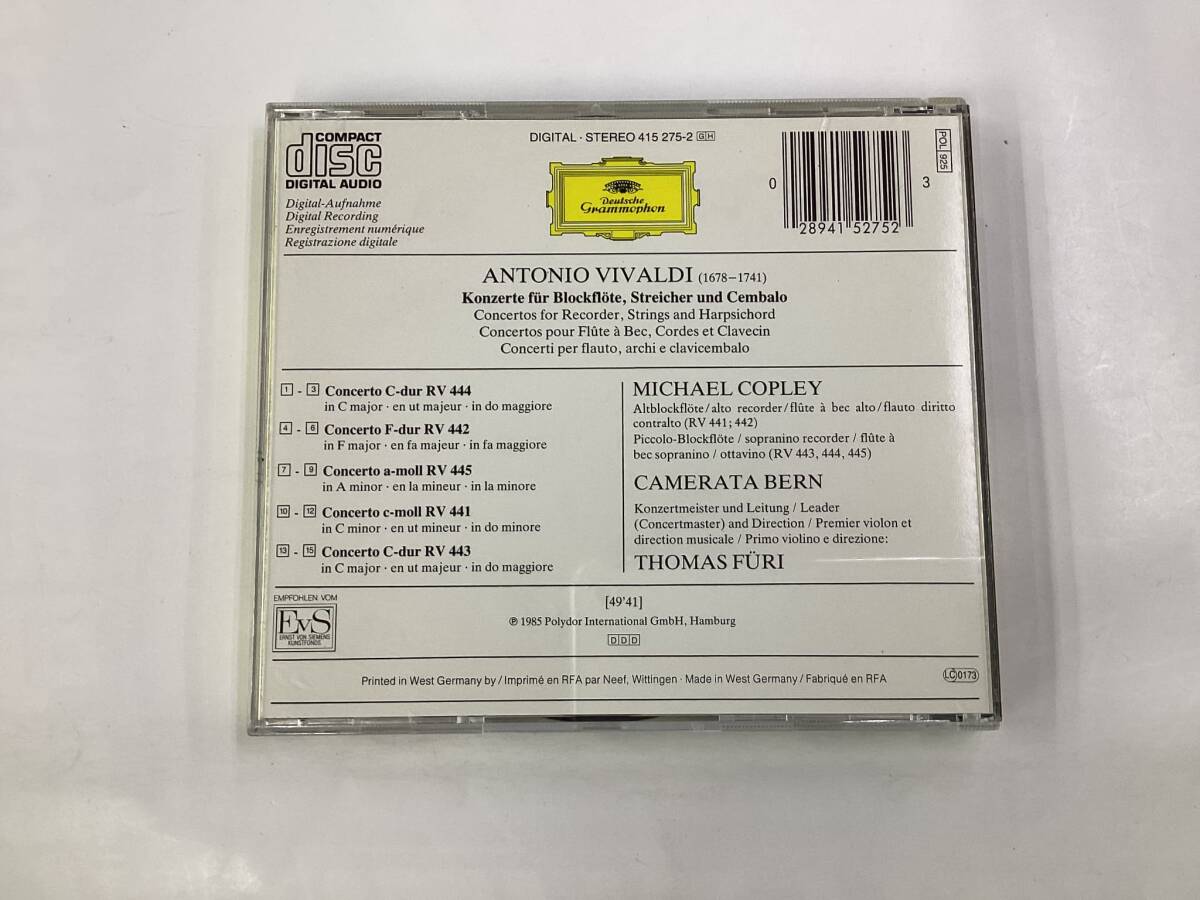 COMPACT
disc
DIGITAL AUDIO
Digital-Aufnahme
Digital Recording
Enregistrement numérique
Registrazione digitale
DIGITAL · STEREO 415 275-2 GH
Deutsche
Grammophon
0 28941 52752 3
POL 925
ANTONIO VIVALDI (1678–1741)
Konzerte für Blockflöte, Streicher und Cembalo
Concertos for Recorder, Strings and Harpsichord
Concertos pour Flûte à Bec, Cordes et Clavecin
Concerti per flauto, archi e clavicembalo
1 - 3 Concerto C-dur RV 444
in C major · en ut majeur · in do maggiore
4 - 6 Concerto F-dur RV 442
in F major · en fa majeur · in fa maggiore
7 - 9 Concerto a-moll RV 445
in A minor · en la mineur · in la minore
10 - 12 Concerto c-moll RV 441
in C minor · en ut mineur · in do minore
13 - 15 Concerto C-dur RV 443
in C major · en ut majeur · in do maggiore
MICHAEL COPLEY
Altblockflöte/alto recorder/flûte à bec alto/flauto diritto
contralto (RV 441; 442)
Piccolo-Blockflöte / sopranino recorder / flûte à
bec sopranino / ottavino (RV 443, 444, 445)
CAMERATA BERN
Konzertmeister und Leitung / Leader
(Concertmaster) and Direction / Premier violon et
direction musicale / Primo violino e direzione:
THOMAS FÜRI
EMPFOHLEN VOM
EVS
ERNST VON SIEMENS
KUNSTFONDS
[49'41]
℗ 1985 Polydor International GmbH, Hamburg
DDD
Printed in West Germany by / Imprimé en RFA par Neef, Wittingen · Made in West Germany / Fabriqué en RFA
LC 0173